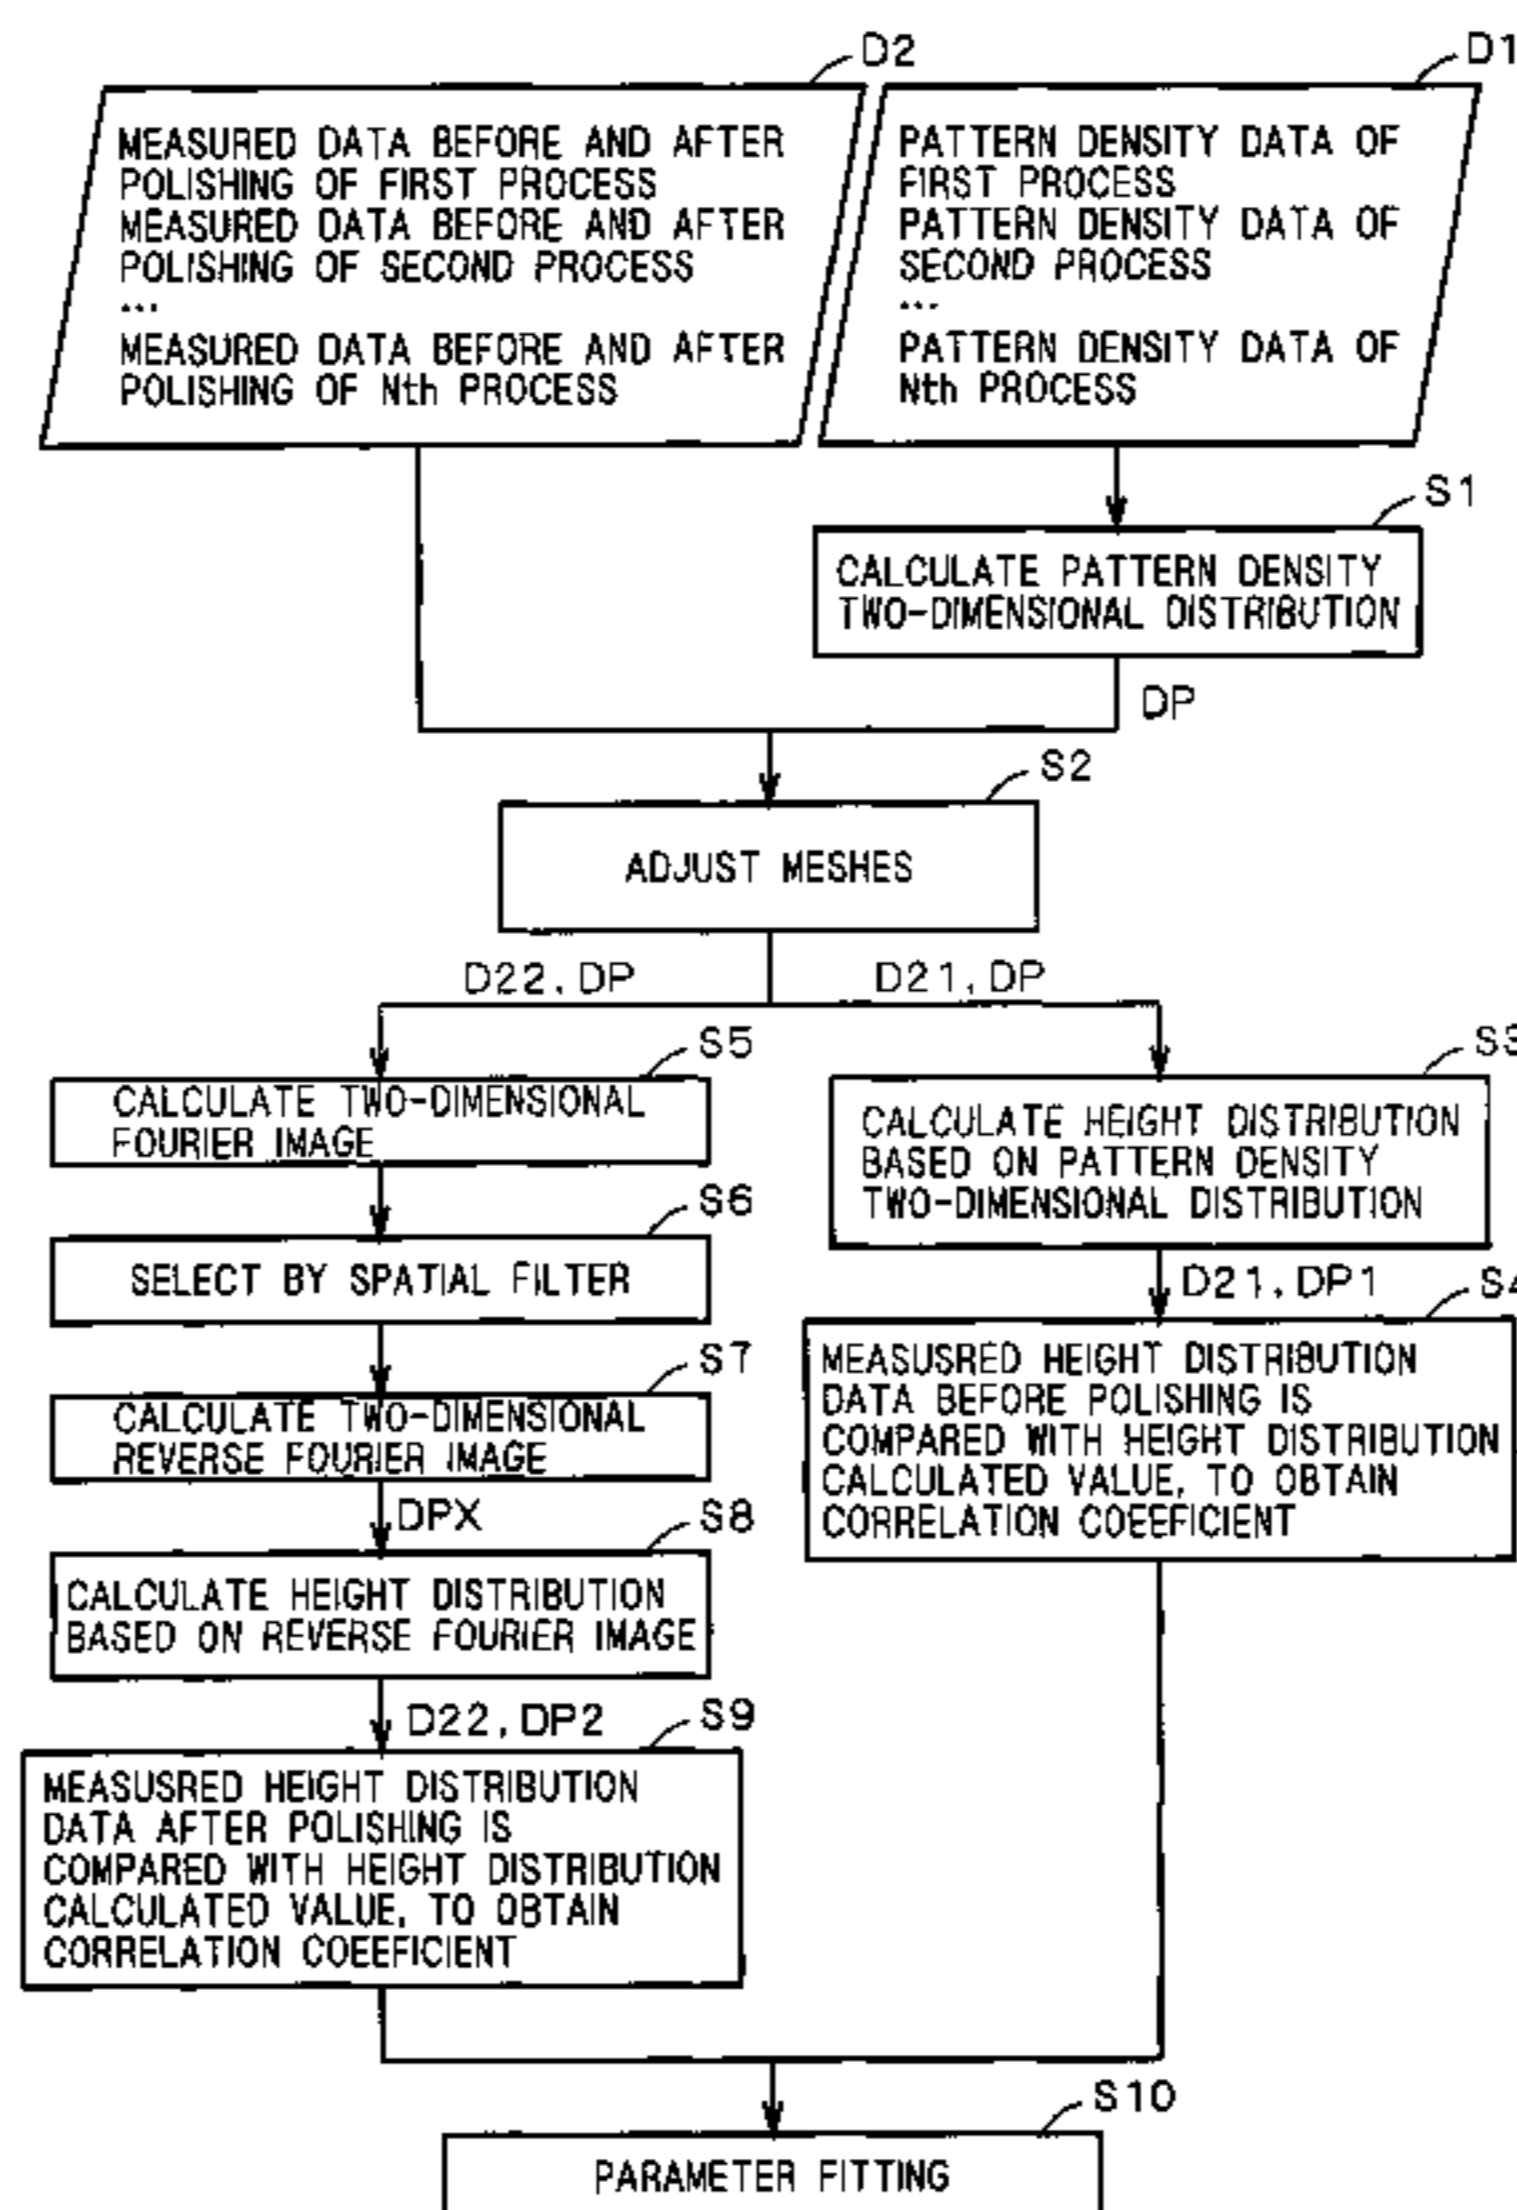 D2
D1
MEASURED DATA BEFORE AND AFTER
POLISHING OF FIRST PROCESS
MEASURED DATA BEFORE AND AFTER
POLISHING OF SECOND PROCESS
...
MEASURED DATA BEFORE AND AFTER
POLISHING OF Nth PROCESS
PATTERN DENSITY DATA OF
FIRST PROCESS
PATTERN DENSITY DATA OF
SECOND PROCESS
...
PATTERN DENSITY DATA OF
Nth PROCESS
S1
CALCULATE PATTERN DENSITY
TWO-DIMENSIONAL DISTRIBUTION
DP
S2
ADJUST MESHES
D22, DP
D21, DP
S5
CALCULATE TWO-DIMENSIONAL
FOURIER IMAGE
S6
SELECT BY SPATIAL FILTER
S7
CALCULATE TWO-DIMENSIONAL
REVERSE FOURIER IMAGE
DPX
S8
CALCULATE HEIGHT DISTRIBUTION
BASED ON REVERSE FOURIER IMAGE
D22, DP2
S9
MEASUSRED HEIGHT DISTRIBUTION
DATA AFTER POLISHING IS
COMPARED WITH HEIGHT DISTRIBUTION
CALCULATED VALUE, TO OBTAIN
CORRELATION COEEFICIENT
S3
CALCULATE HEIGHT DISTRIBUTION
BASED ON PATTERN DENSITY
TWO-DIMENSIONAL DISTRIBUTION
D21, DP1
S4
MEASUSRED HEIGHT DISTRIBUTION
DATA BEFORE POLISHING IS
COMPARED WITH HEIGHT DISTRIBUTION
CALCULATED VALUE, TO OBTAIN
CORRELATION COEEFICIENT
S10
PARAMETER FITTING